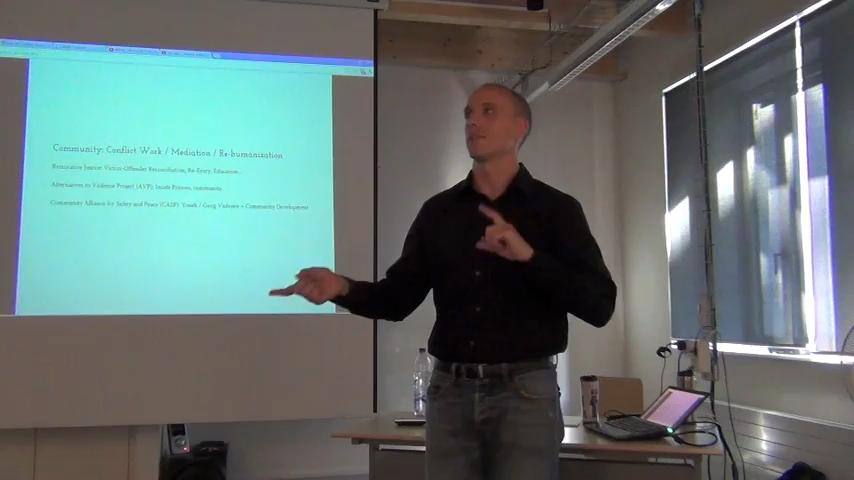 Community: Conflict Work / Mediation / Re-humanization
Restorative Justice: Victim-Offender Reconciliation, Re-Entry, Education...
Alternatives to Violence Project (AVP): Inside Prisons, community
Community Alliance for Safety and Peace (CASP): Youth / Gang Violence + Community Development